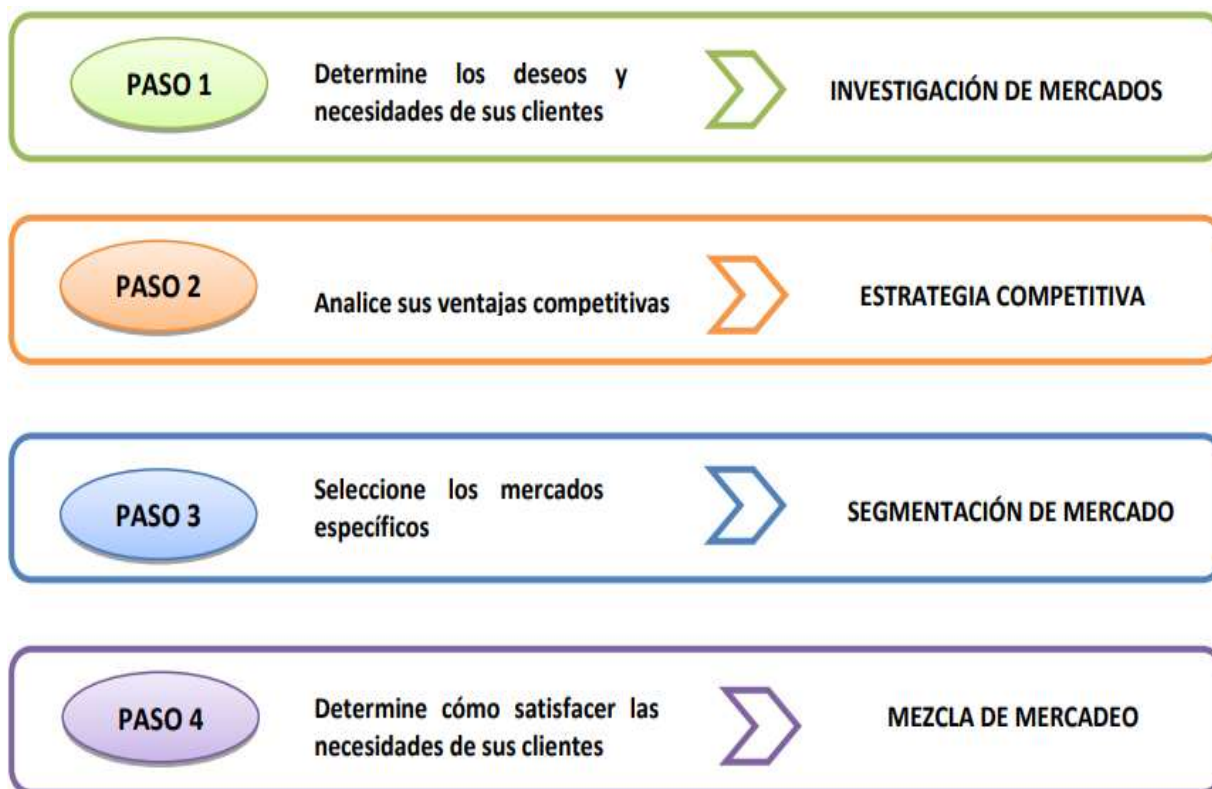 PASO 1
Determine los deseos y
necesidades de sus clientes
INVESTIGACIÓN DE MERCADOS
PASO 2
Analice sus ventajas competitivas
ESTRATEGIA COMPETITIVA
PASO 3
Seleccione los mercados
específicos
SEGMENTACIÓN DE MERCADO
PASO 4
Determine cómo satisfacer las
necesidades de sus clientes
MEZCLA DE MERCADEO